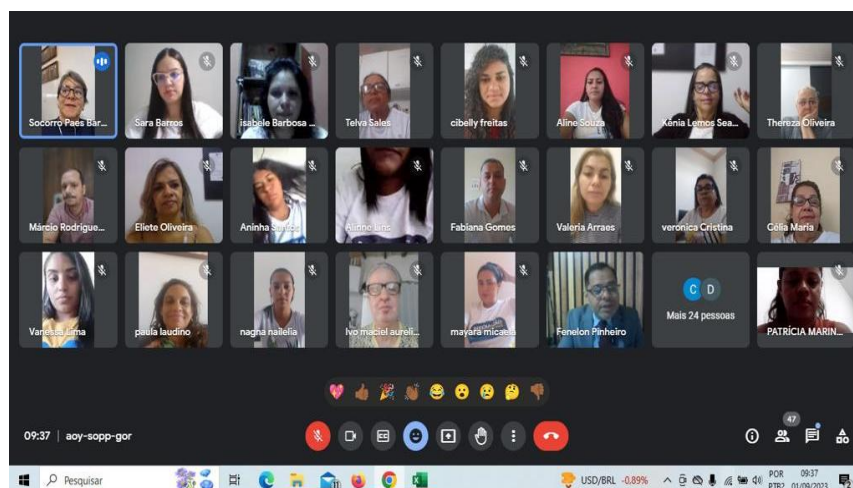 Socorro Paes Bar...
Sara Barros
isabele Barbosa ...
Telva Sales
cibelly freitas
Aline Souza
Kênia Lemos Sea...
Thereza Oliveira
Márcio Rodrigue...
Eliete Oliveira
Aninha Santos
Alinne Lins
Fabiana Gomes
Valeria Arraes
veronica Cristina
Célia Maria
Vanessa Lima
paula laudino
nagna nailelia
Ivo maciel aureli...
mayara micaela
Fenelon Pinheiro
C D
Mais 24 pessoas
PATRÍCIA MARIN...
09:37 | aoy-sopp-gor
47
Pesquisar
USD/BRL -0,89%
POR 09:37
PTB2 01/09/2023